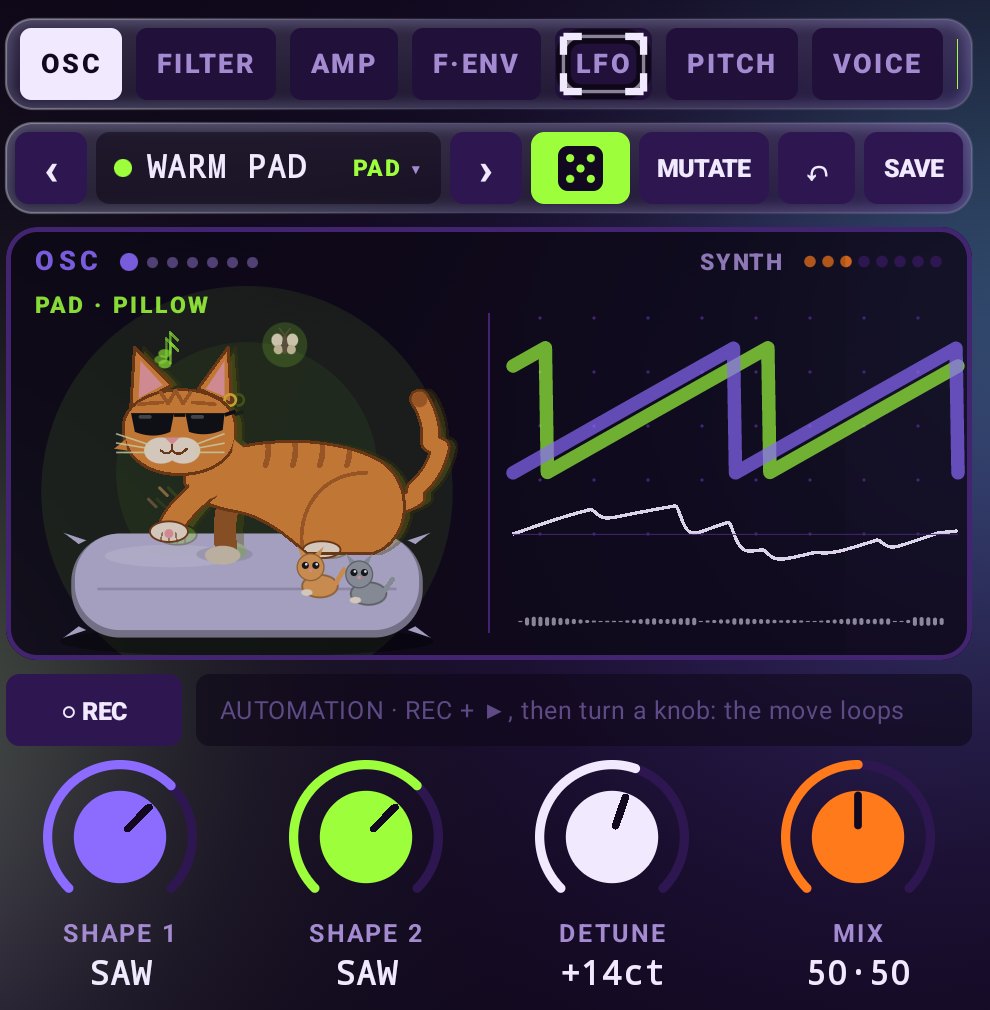 OSC FILTER AMP F·ENV LFO PITCH VOICE
‹ WARM PAD PAD ▾ › MUTATE ↶ SAVE
OSC SYNTH
PAD · PILLOW
○ REC AUTOMATION · REC + ►, then turn a knob: the move loops
SHAPE 1 SHAPE 2 DETUNE MIX
SAW SAW +14ct 50·50